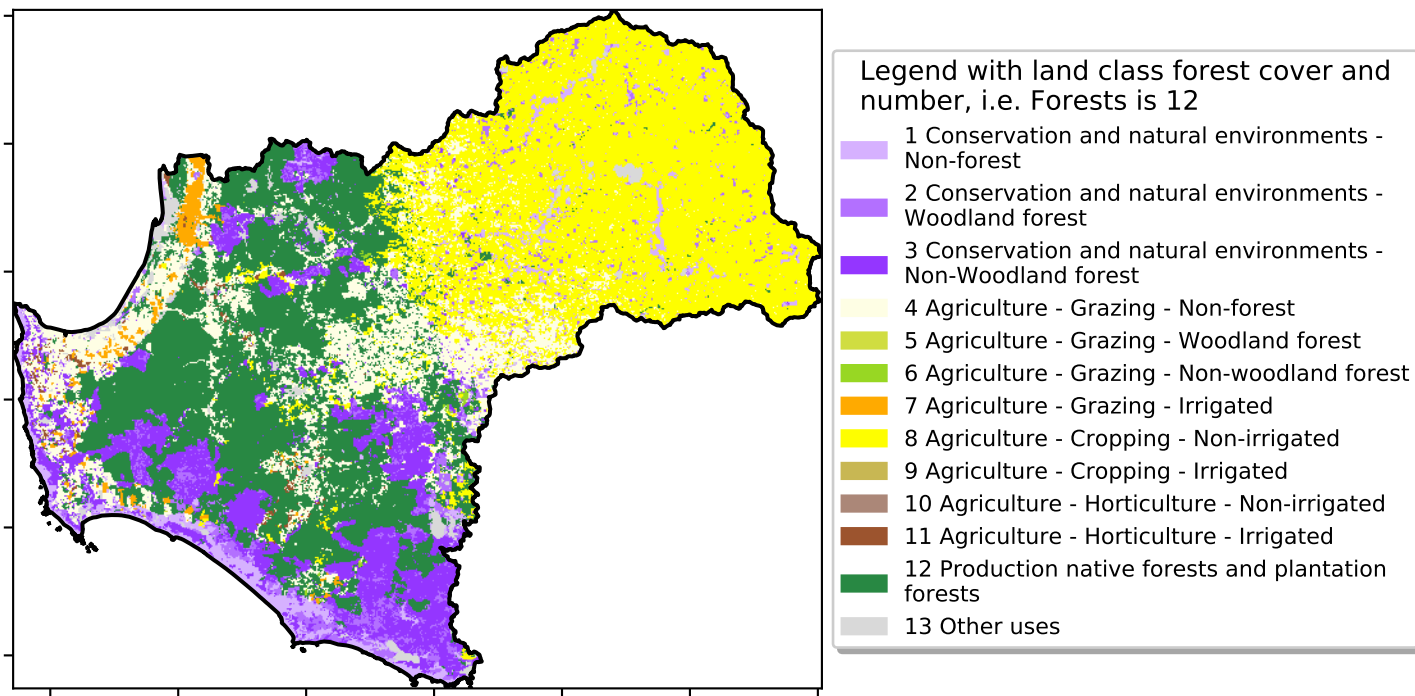 Legend with land class forest cover and
number, i.e. Forests is 12
1 Conservation and natural environments -
Non-forest
2 Conservation and natural environments -
Woodland forest
3 Conservation and natural environments -
Non-Woodland forest
4 Agriculture - Grazing - Non-forest
5 Agriculture - Grazing - Woodland forest
6 Agriculture - Grazing - Non-woodland forest
7 Agriculture - Grazing - Irrigated
8 Agriculture - Cropping - Non-irrigated
9 Agriculture - Cropping - Irrigated
10 Agriculture - Horticulture - Non-irrigated
11 Agriculture - Horticulture - Irrigated
12 Production native forests and plantation
forests
13 Other uses